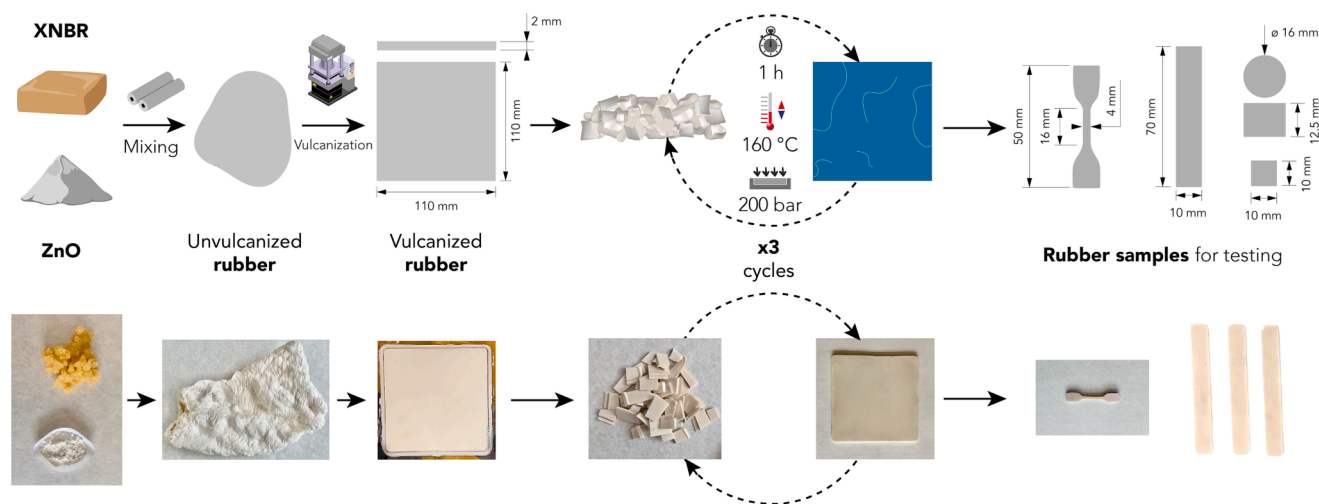 XNBR
Mixing
ZnO
Unvulcanized
rubber
Vulcanization
2 mm
110 mm
110 mm
Vulcanized
rubber
1 h
160 °C
200 bar
x3
cycles
50 mm
16 mm
4 mm
70 mm
10 mm
ø 16 mm
12.5 mm
10 mm
10 mm
Rubber samples for testing